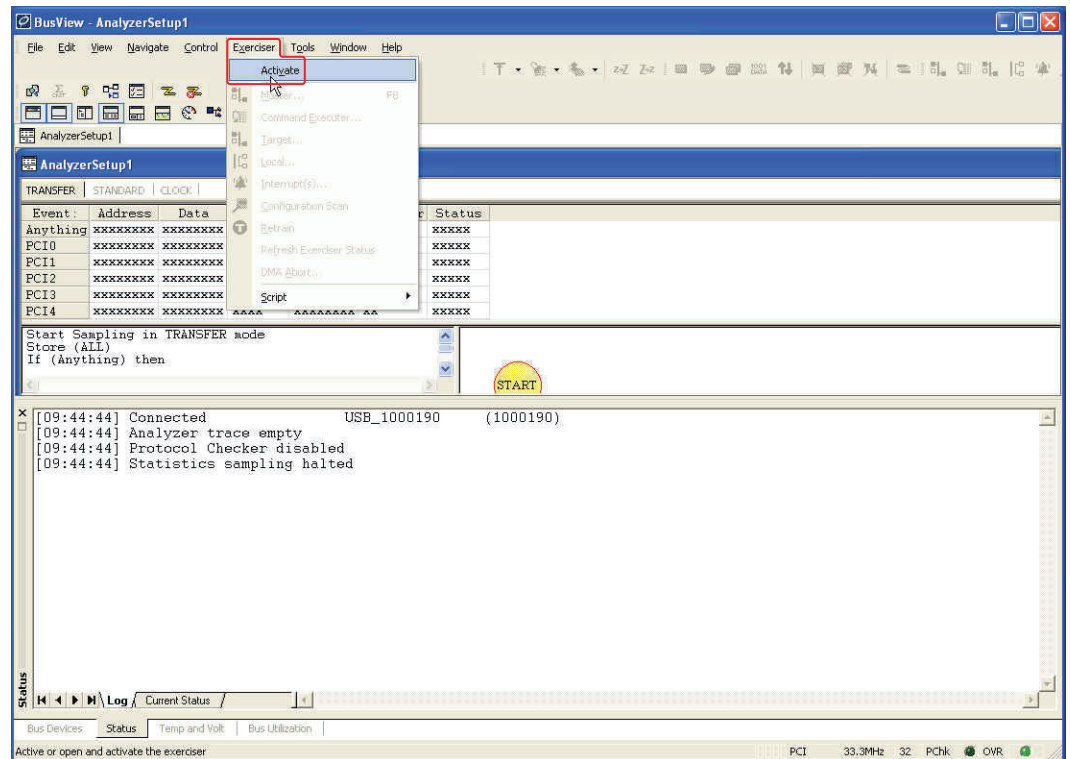 BusView - AnalyzerSetup1
File Edit View Navigate Control Exerciser Tools Window Help
Activate
Master... F8
Command Executer...
Target...
Local...
Interrupt(s)...
Configuration Scan
Retrain
Refresh Exerciser Status
DMA Abort...
Script
AnalyzerSetup1
AnalyzerSetup1
TRANSFER STANDARD CLOCK
Event: Address Data Status
Anything xxxxxxxx xxxxxxxx xxxxx
PCI0 xxxxxxxx xxxxxxxx xxxxx
PCI1 xxxxxxxx xxxxxxxx xxxxx
PCI2 xxxxxxxx xxxxxxxx xxxxx
PCI3 xxxxxxxx xxxxxxxx xxxxx
PCI4 xxxxxxxx xxxxxxxx xxxx xxxxxxxx xx xxxxx
Start Sampling in TRANSFER mode
Store (ALL)
If (Anything) then
START
[09:44:44] Connected USB_1000190 (1000190)
[09:44:44] Analyzer trace empty
[09:44:44] Protocol Checker disabled
[09:44:44] Statistics sampling halted
Status
Log Current Status
Bus Devices Status Temp and Volt Bus Utilization
Active or open and activate the exerciser PCI 33.3MHz 32 PChk OVR